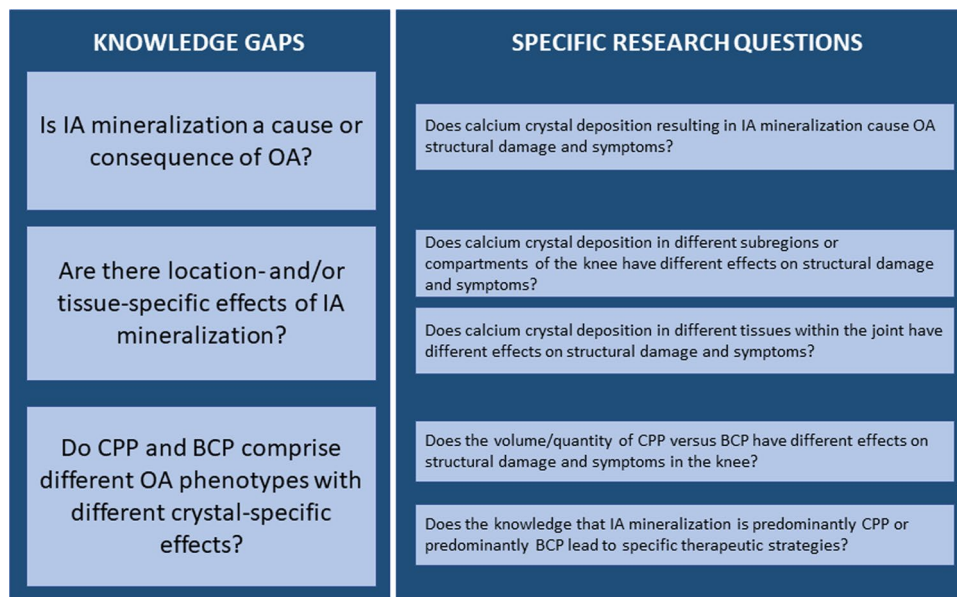 KNOWLEDGE GAPS
Is IA mineralization a cause or
consequence of OA?
Are there location- and/or
tissue-specific effects of IA
mineralization?
Do CPP and BCP comprise
different OA phenotypes with
different crystal-specific
effects?
SPECIFIC RESEARCH QUESTIONS
Does calcium crystal deposition resulting in IA mineralization cause OA
structural damage and symptoms?
Does calcium crystal deposition in different subregions or
compartments of the knee have different effects on structural damage
and symptoms?
Does calcium crystal deposition in different tissues within the joint have
different effects on structural damage and symptoms?
Does the volume/quantity of CPP versus BCP have different effects on
structural damage and symptoms in the knee?
Does the knowledge that IA mineralization is predominantly CPP or
predominantly BCP lead to specific therapeutic strategies?